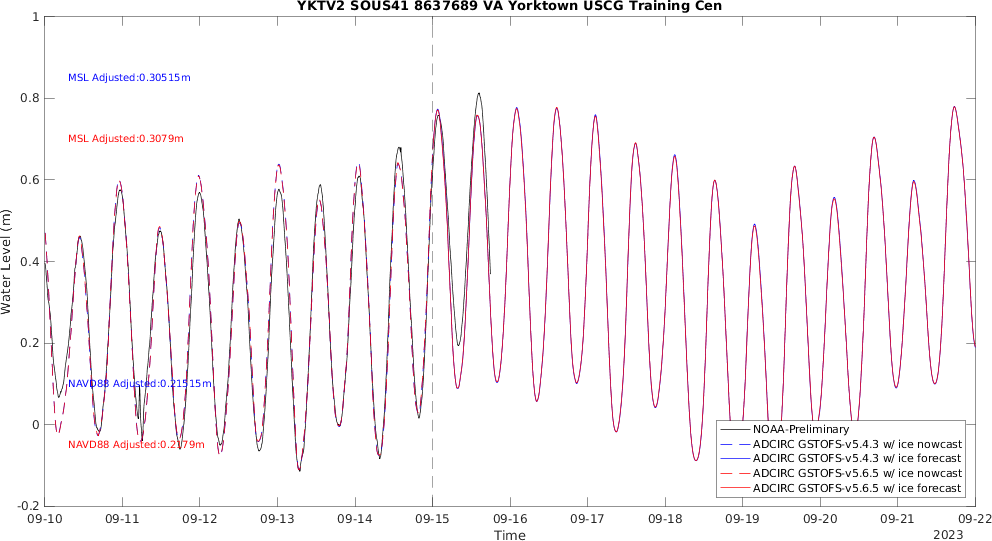 YKTV2 SOUS41 8637689 VA Yorktown USCG Training Cen
1
0.8
0.6
0.4
0.2
0
-0.2
Water Level (m)
MSL Adjusted:0.30515m
MSL Adjusted:0.3079m
NAVD88 Adjusted:0.21515m
NAVD88 Adjusted:0.2179m
NOAA-Preliminary
ADCIRC GSTOFS-v5.4.3 w/ ice nowcast
ADCIRC GSTOFS-v5.4.3 w/ ice forecast
ADCIRC GSTOFS-v5.6.5 w/ ice nowcast
ADCIRC GSTOFS-v5.6.5 w/ ice forecast
09-10 09-11 09-12 09-13 09-14 09-15 09-16 09-17 09-18 09-19 09-20 09-21 09-22
Time
2023